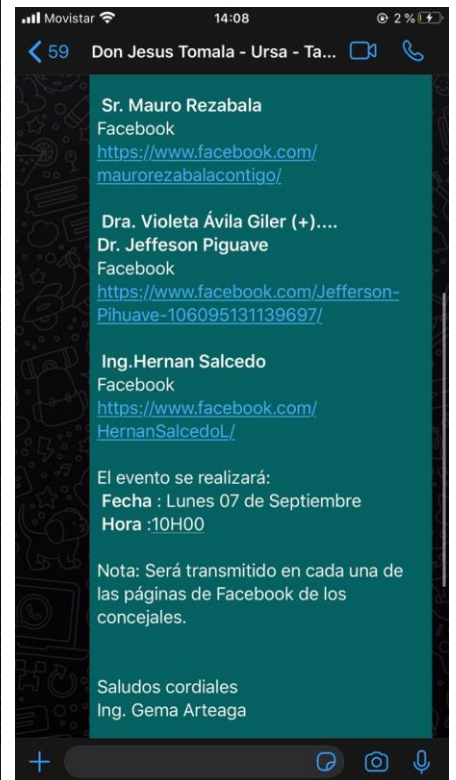 Movistar 14:08 2 %
59 Don Jesus Tomala - Ursa - Ta...
Sr. Mauro Rezabala
Facebook
https://www.facebook.com/
maurorezabalacontigo/
Dra. Violeta Ávila Giler (+)....
Dr. Jeffeson Piguave
Facebook
https://www.facebook.com/Jefferson-
Pihuave-106095131139697/
Ing.Hernan Salcedo
Facebook
https://www.facebook.com/
HernanSalcedoL/
El evento se realizará:
Fecha : Lunes 07 de Septiembre
Hora :10H00
Nota: Será transmitido en cada una de
las páginas de Facebook de los
concejales.
Saludos cordiales
Ing. Gema Arteaga